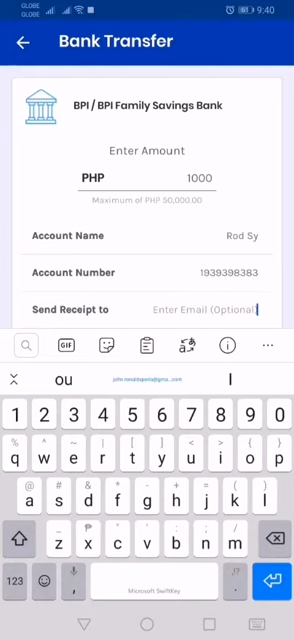 GLOBE
GLOBE
61
9:40
Bank Transfer
BPI / BPI Family Savings Bank
Enter Amount
PHP 1000
Maximum of PHP 50,000.00
Account Name Rod Sy
Account Number 1939398383
Send Receipt to Enter Email (Optional)
GIF
ou I
1 2 3 4 5 6 7 8 9 0
% ^ ~ | [ ] < > { }
q w e r t y u i o p
@ # & * - + = ( )
a s d f g h j k l
_ ₱ " ' : ; /
z x c v b n m
123 , Microsoft SwiftKey ,!? .